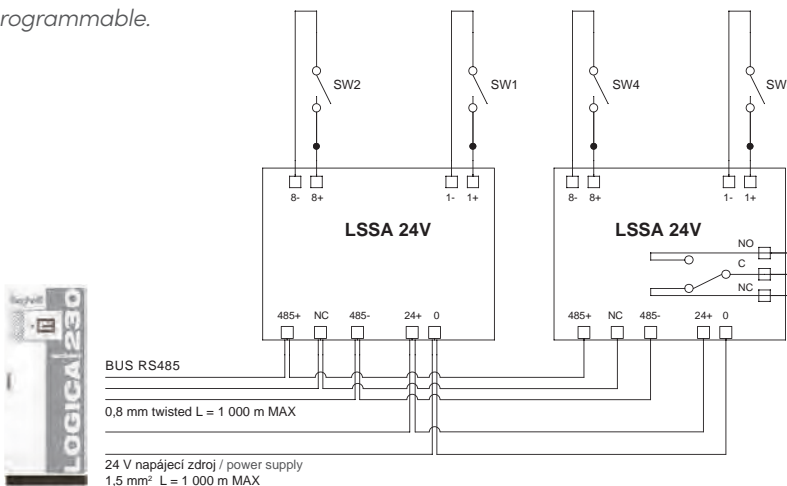 rogrammable.
SW2
SW1
SW4
SW
8- 8+
1- 1+
8- 8+
1- 1+
LSSA 24V
LSSA 24V
NO
C
NC
485+ NC 485- 24+ 0
485+ NC 485- 24+ 0
Beghelli
LOGICA 230
BUS RS485
0,8 mm twisted L = 1 000 m MAX
24 V napájecí zdroj / power supply
1,5 mm² L = 1 000 m MAX